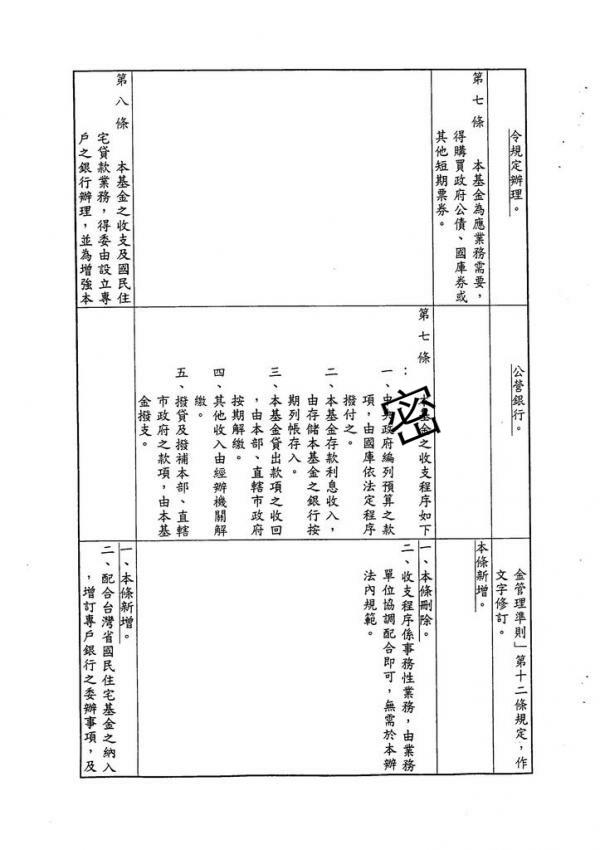 令規定辦理。
公營銀行。
金管理準則」第十二條規定，作
文字修訂。
第七條　本基金為應業務需要，
得購買政府公債、國庫券或
其他短期票券。
本條新增。
第七條　本基金之收支程序如下
：
一、由政府編列預算之款
項，由國庫依法定程序
撥付之。
二、本基金存款利息收入，
由存儲本基金之銀行按
期列帳存入。
三、本基金貸出款項之收回
，由本部、直轄市政府
按期解繳。
四、其他收入由經辦機關解
繳。
五、撥貸及撥補本部、直轄
市政府之款項，由本基
金撥支。
一、本條刪除。
二、收支程序係事務性業務，由業務
單位協調配合即可，無需於本辦
法內規範。
第八條　本基金之收支及國民住
宅貸款業務，得委由設立專
戶之銀行辦理，並為增強本
一、本條新增。
二、配合台灣省國民住宅基金之納入
，增訂專戶銀行之委辦事項，及
密